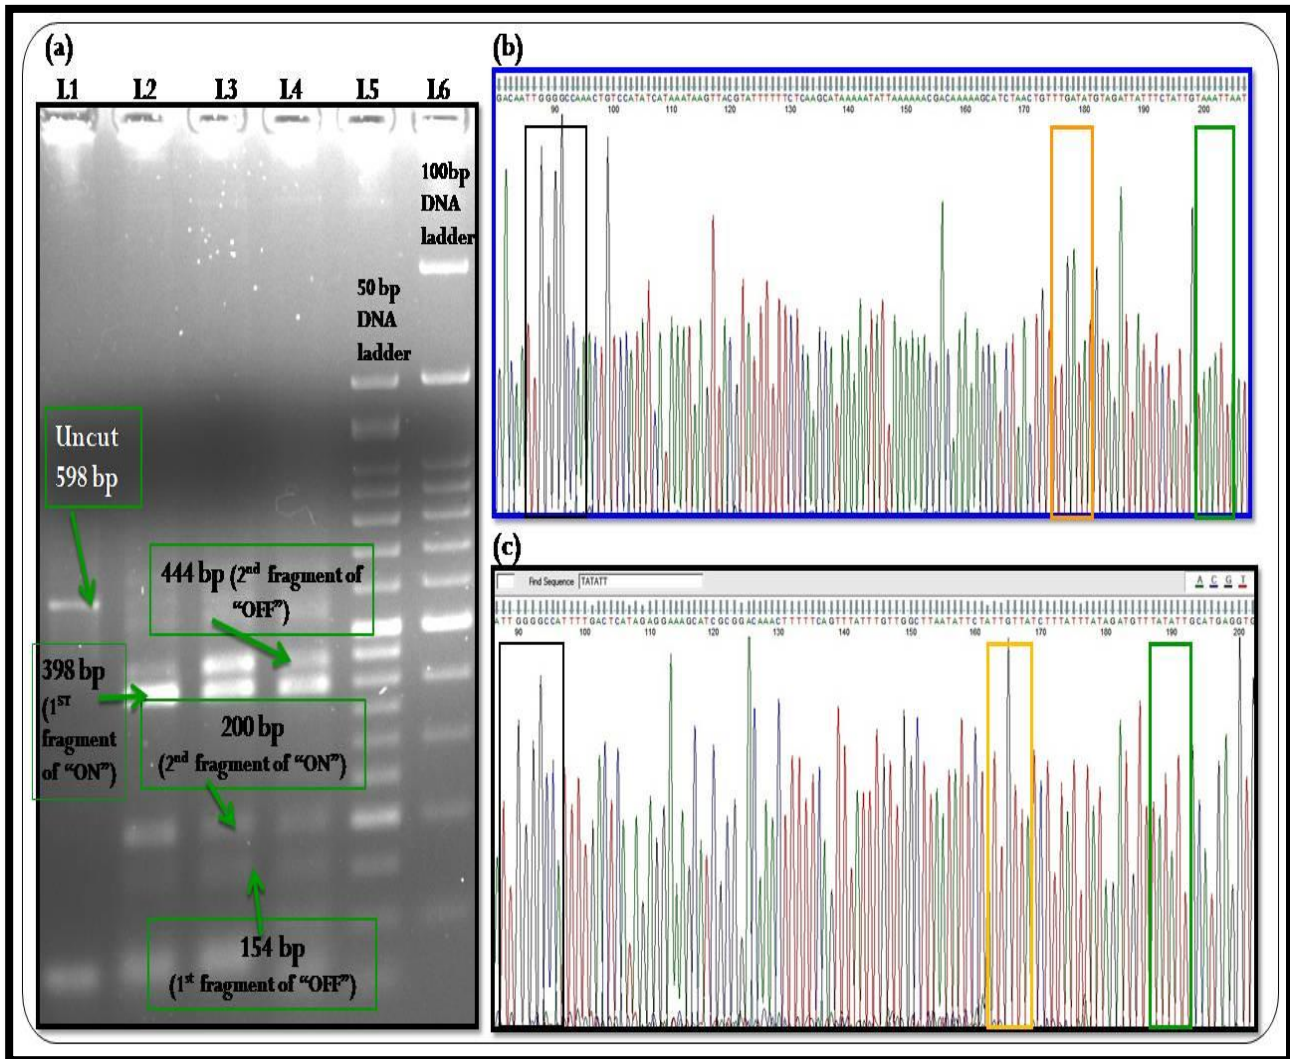 (a)
L1 L2 L3 L4 L5 L6
100bp
DNA
ladder
50 bp
DNA
ladder
Uncut
598 bp
444 bp (2nd fragment of
"OFF")
398 bp
(1ST
fragment
of "ON")
200 bp
(2nd fragment of "ON")
154 bp
(1st fragment of "OFF")
(b)
90 100 110 120 130 140 150 160 170 180 190 200
(c)
Find Sequence TATATT
A C G T
90 100 110 120 130 140 150 160 170 180 190 200